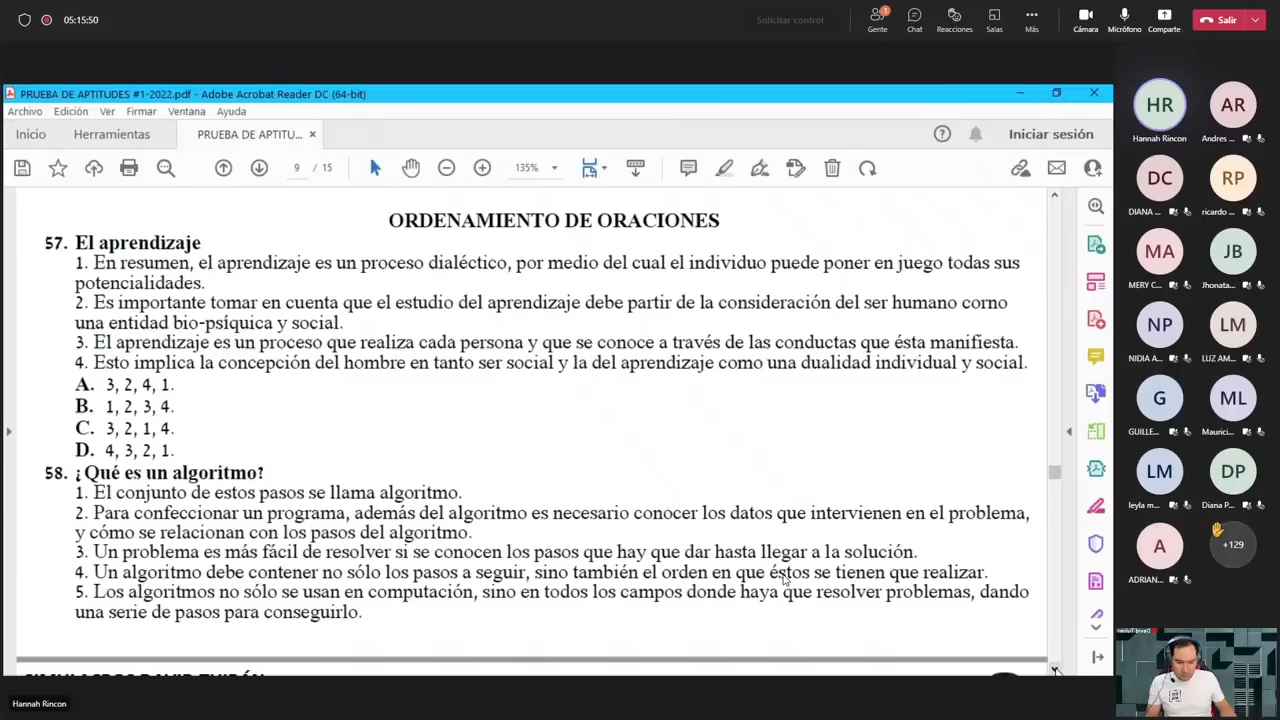 05:15:50
Solicitar control
1
Gente
Chat
Reacciones
Salas
Más
Cámara
Micrófono
Comparte
Salir
PRUEBA DE APTITUDES #1-2022.pdf - Adobe Acrobat Reader DC (64-bit)
Archivo Edición Ver Firmar Ventana Ayuda
Inicio Herramientas PRUEBA DE APTITU... Iniciar sesión
9 / 15 135%
ORDENAMIENTO DE ORACIONES
57. El aprendizaje
1. En resumen, el aprendizaje es un proceso dialéctico, por medio del cual el individuo puede poner en juego todas sus
potencialidades.
2. Es importante tomar en cuenta que el estudio del aprendizaje debe partir de la consideración del ser humano corno
una entidad bio-psíquica y social.
3. El aprendizaje es un proceso que realiza cada persona y que se conoce a través de las conductas que ésta manifiesta.
4. Esto implica la concepción del hombre en tanto ser social y la del aprendizaje como una dualidad individual y social.
A. 3, 2, 4, 1.
B. 1, 2, 3, 4.
C. 3, 2, 1, 4.
D. 4, 3, 2, 1.
58. ¿Qué es un algoritmo?
1. El conjunto de estos pasos se llama algoritmo.
2. Para confeccionar un programa, además del algoritmo es necesario conocer los datos que intervienen en el problema,
y cómo se relacionan con los pasos del algoritmo.
3. Un problema es más fácil de resolver si se conocen los pasos que hay que dar hasta llegar a la solución.
4. Un algoritmo debe contener no sólo los pasos a seguir, sino también el orden en que éstos se tienen que realizar.
5. Los algoritmos no sólo se usan en computación, sino en todos los campos donde haya que resolver problemas, dando
una serie de pasos para conseguirlo.
HR AR
Hannah Rincon Andres ...
DC RP
DIANA ... ricardo ...
MA JB
MERY C... Jhonata...
NP LM
NIDIA A... LUZ AM...
G ML
GUILLE... Maurici...
LM DP
leyla m... Diana P...
A +129
ADRIAN...
Hannah Rincon